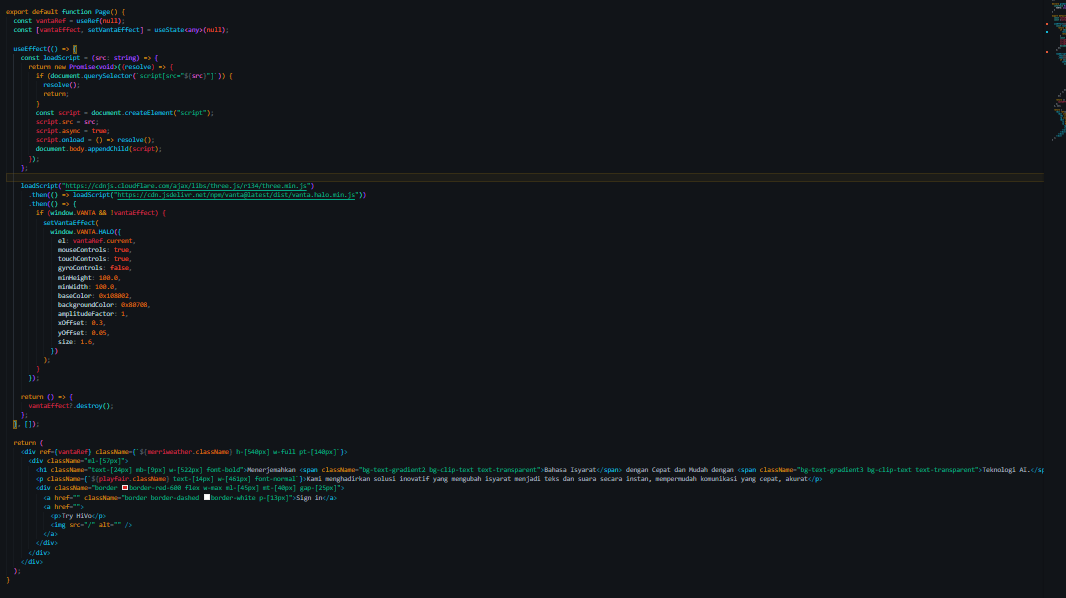 export default function Page() {
const vantaRef = useRef(null);
const [vantaEffect, setVantaEffect] = useState<any>(null);
useEffect(() => {
const loadScript = (src: string) => {
return new Promise<void>((resolve) => {
if (document.querySelector(`script[src="${src}"]`)) {
resolve();
return;
}
const script = document.createElement("script");
script.src = src;
script.async = true;
script.onload = () => resolve();
document.body.appendChild(script);
});
};
loadScript("https://cdnjs.cloudflare.com/ajax/libs/three.js/r134/three.min.js")
.then(() => loadScript("https://cdn.jsdelivr.net/npm/vanta@latest/dist/vanta.halo.min.js"))
.then(() => {
if (window.VANTA && !vantaEffect) {
setVantaEffect(
window.VANTA.HALO({
el: vantaRef.current,
mouseControls: true,
touchControls: true,
gyroControls: false,
minHeight: 100.0,
minWidth: 100.0,
baseColor: 0x108002,
backgroundColor: 0x80708,
amplitudeFactor: 1,
xOffset: 0.3,
yOffset: 0.05,
size: 1.6,
})
);
}
});
return () => {
vantaEffect?.destroy();
};
}, []);
return (
<div ref={vantaRef} className={`${merriweather.className} h-[540px] w-full pt-[140px]`}>
<div className="ml-[57px]">
<h1 className="text-[24px] mb-[9px] w-[522px] font-bold">Menerjemahkan <span className="bg-text-gradient2 bg-clip-text text-transparent">Bahasa Isyarat</span> dengan Cepat dan Mudah dengan <span className="bg-text-gradient3 bg-clip-text text-transparent">Teknologi AI.</sp
<p className={`${playfair.className} text-[14px] w-[461px] font-normal`}>Kami menghadirkan solusi inovatif yang mengubah isyarat menjadi teks dan suara secara instan, mempermudah komunikasi yang cepat, akurat</p>
<div className="border border-red-600 flex w-max ml-[45px] mt-[40px] gap-[25px]">
<a href="" className="border border-dashed border-white p-[13px]">Sign in</a>
<a href="">
<p>Try HiVo</p>
<img src="/" alt="" />
</a>
</div>
</div>
</div>
);
}